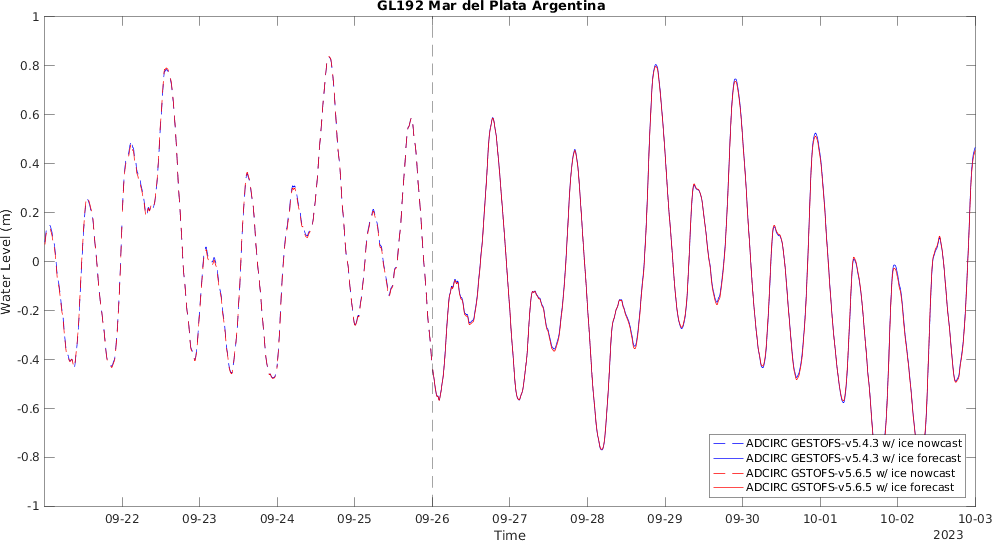 GL192 Mar del Plata Argentina
1
0.8
0.6
0.4
0.2
0
-0.2
-0.4
-0.6
-0.8
-1
Water Level (m)
ADCIRC GESTOFS-v5.4.3 w/ ice nowcast
ADCIRC GESTOFS-v5.4.3 w/ ice forecast
ADCIRC GSTOFS-v5.6.5 w/ ice nowcast
ADCIRC GSTOFS-v5.6.5 w/ ice forecast
09-22 09-23 09-24 09-25 09-26 09-27 09-28 09-29 09-30 10-01 10-02 10-03
Time
2023